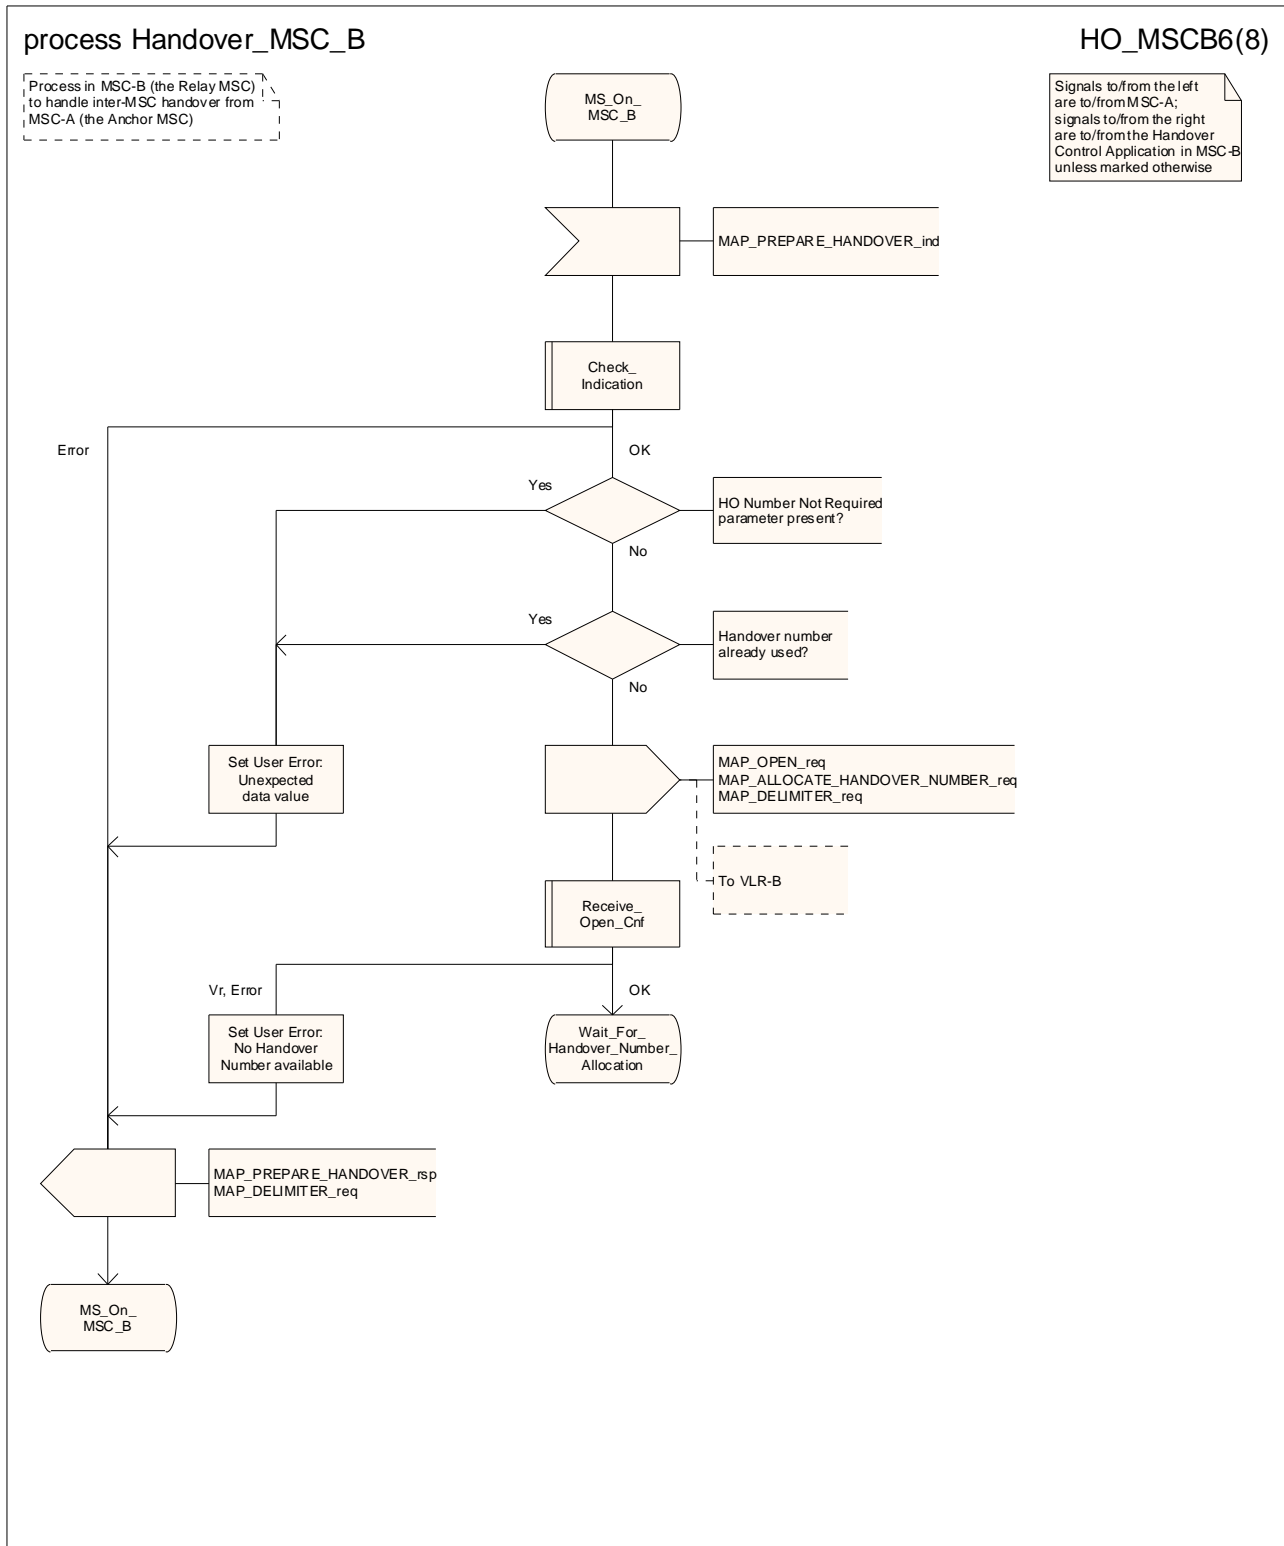 process Handover_MSC_B
HO_MSCB6(8)
Process in MSC-B (the Relay MSC)
to handle inter-MSC handover from
MSC-A (the Anchor MSC)
MS_On_
MSC_B
Signals to/from the left
are to/from MSC-A;
signals to/from the right
are to/from the Handover
Control Application in MSC-B
unless marked otherwise
MAP_PREPARE_HANDOVER_ind
Check_
Indication
Error
OK
Yes
HO Number Not Required
parameter present?
No
Yes
Handover number
already used?
No
Set User Error:
Unexpected
data value
MAP_OPEN_req
MAP_ALLOCATE_HANDOVER_NUMBER_req
MAP_DELIMITER_req
To VLR-B
Receive_
Open_Cnf
Vr, Error
OK
Set User Error:
No Handover
Number available
Wait_For_
Handover_Number_
Allocation
MAP_PREPARE_HANDOVER_rsp
MAP_DELIMITER_req
MS_On_
MSC_B